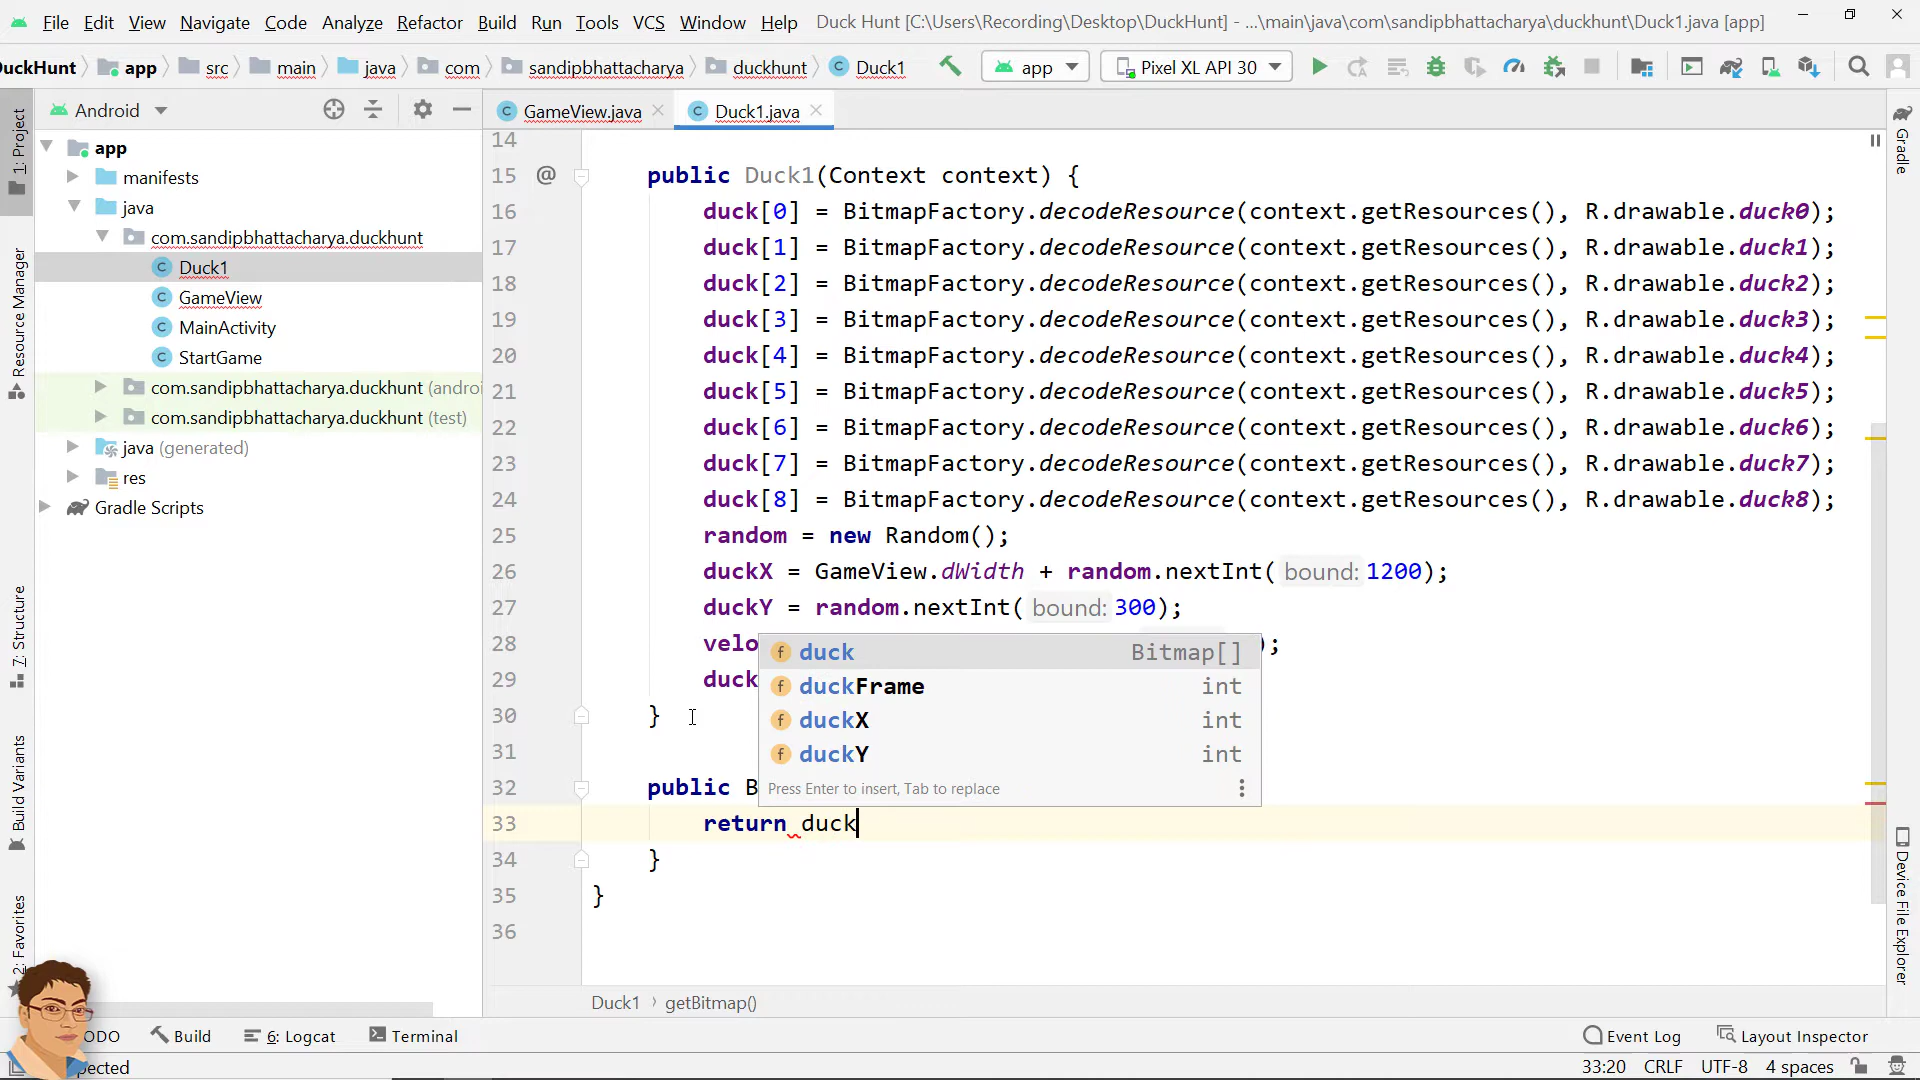 File Edit View Navigate Code Analyze Refactor Build Run Tools VCS Window Help Duck Hunt [C:\Users\Recording\Desktop\DuckHunt] - ...\main\java\com\sandipbhattacharya\duckhunt\Duck1.java [app]
DuckHunt app src main java com sandipbhattacharya duckhunt Duck1 app Pixel XL API 30
Android
GameView.java Duck1.java
1: Project
Resource Manager
7: Structure
Build Variants
2: Favorites
app
manifests
java
com.sandipbhattacharya.duckhunt
Duck1
GameView
MainActivity
StartGame
com.sandipbhattacharya.duckhunt
com.sandipbhattacharya.duckhunt (test)
java (generated)
res
Gradle Scripts
14
15 @ public Duck1(Context context) {
16 duck[0] = BitmapFactory.decodeResource(context.getResources(), R.drawable.duck0);
17 duck[1] = BitmapFactory.decodeResource(context.getResources(), R.drawable.duck1);
18 duck[2] = BitmapFactory.decodeResource(context.getResources(), R.drawable.duck2);
19 duck[3] = BitmapFactory.decodeResource(context.getResources(), R.drawable.duck3);
20 duck[4] = BitmapFactory.decodeResource(context.getResources(), R.drawable.duck4);
21 duck[5] = BitmapFactory.decodeResource(context.getResources(), R.drawable.duck5);
22 duck[6] = BitmapFactory.decodeResource(context.getResources(), R.drawable.duck6);
23 duck[7] = BitmapFactory.decodeResource(context.getResources(), R.drawable.duck7);
24 duck[8] = BitmapFactory.decodeResource(context.getResources(), R.drawable.duck8);
25 random = new Random();
26 duckX = GameView.dWidth + random.nextInt( bound: 1200);
27 duckY = random.nextInt( bound: 300);
28 velo );
29 duck
30 }
31
32 public B
33 return duck
34 }
35 }
36
duck Bitmap[]
duckFrame int
duckX int
duckY int
Press Enter to insert, Tab to replace
Gradle
Device File Explorer
Duck1 getBitmap()
ODO Build 6: Logcat Terminal Event Log Layout Inspector
pected 33:20 CRLF UTF-8 4 spaces